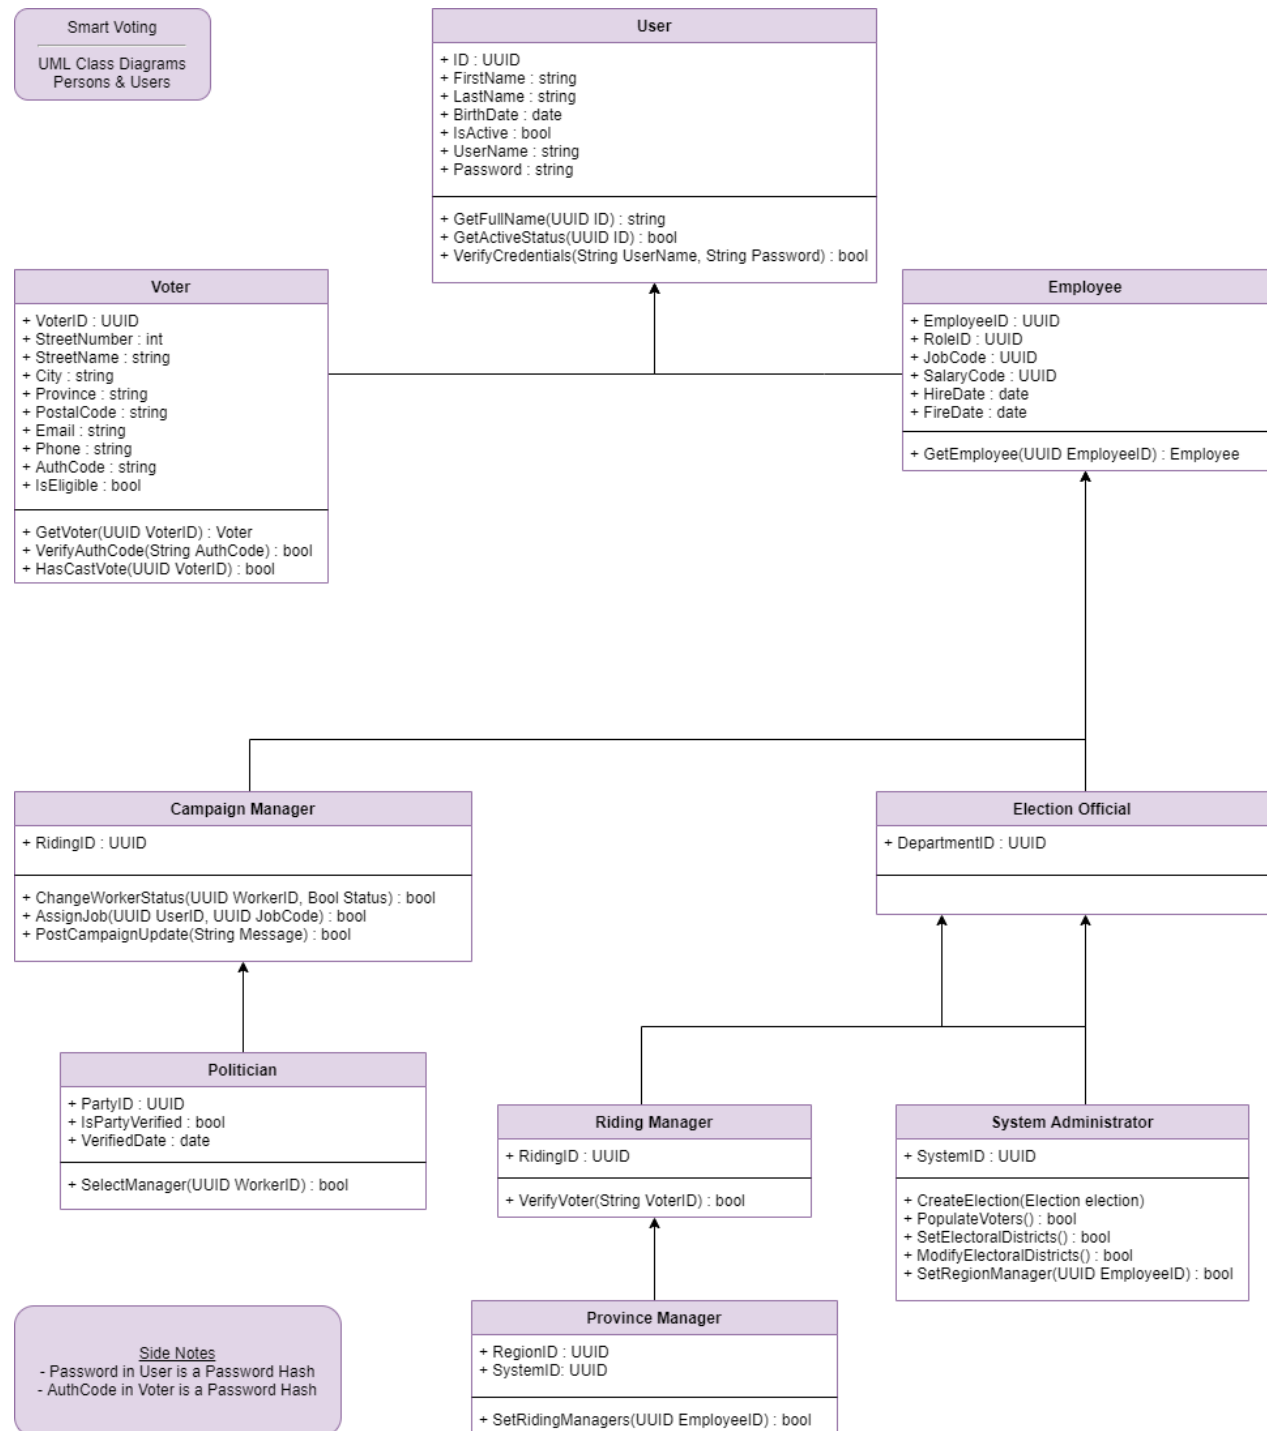 Smart Voting
UML Class Diagrams
Persons & Users
User
+ ID : UUID
+ FirstName : string
+ LastName : string
+ BirthDate : date
+ IsActive : bool
+ UserName : string
+ Password : string
+ GetFullName(UUID ID) : string
+ GetActiveStatus(UUID ID) : bool
+ VerifyCredentials(String UserName, String Password) : bool
Voter
+ VoterID : UUID
+ StreetNumber : int
+ StreetName : string
+ City : string
+ Province : string
+ PostalCode : string
+ Email : string
+ Phone : string
+ AuthCode : string
+ IsEligible : bool
+ GetVoter(UUID VoterID) : Voter
+ VerifyAuthCode(String AuthCode) : bool
+ HasCastVote(UUID VoterID) : bool
Employee
+ EmployeeID : UUID
+ RoleID : UUID
+ JobCode : UUID
+ SalaryCode : UUID
+ HireDate : date
+ FireDate : date
+ GetEmployee(UUID EmployeeID) : Employee
Campaign Manager
+ RidingID : UUID
+ ChangeWorkerStatus(UUID WorkerID, Bool Status) : bool
+ AssignJob(UUID UserID, UUID JobCode) : bool
+ PostCampaignUpdate(String Message) : bool
Election Official
+ DepartmentID : UUID
Politician
+ PartyID : UUID
+ IsPartyVerified : bool
+ VerifiedDate : date
+ SelectManager(UUID WorkerID) : bool
Riding Manager
+ RidingID : UUID
+ VerifyVoter(String VoterID) : bool
System Administrator
+ SystemID : UUID
+ CreateElection(Election election)
+ PopulateVoters() : bool
+ SetElectoralDistricts() : bool
+ ModifyElectoralDistricts() : bool
+ SetRegionManager(UUID EmployeeID) : bool
Province Manager
+ RegionID : UUID
+ SystemID: UUID
+ SetRidingManagers(UUID EmployeeID) : bool
Side Notes
- Password in User is a Password Hash
- AuthCode in Voter is a Password Hash